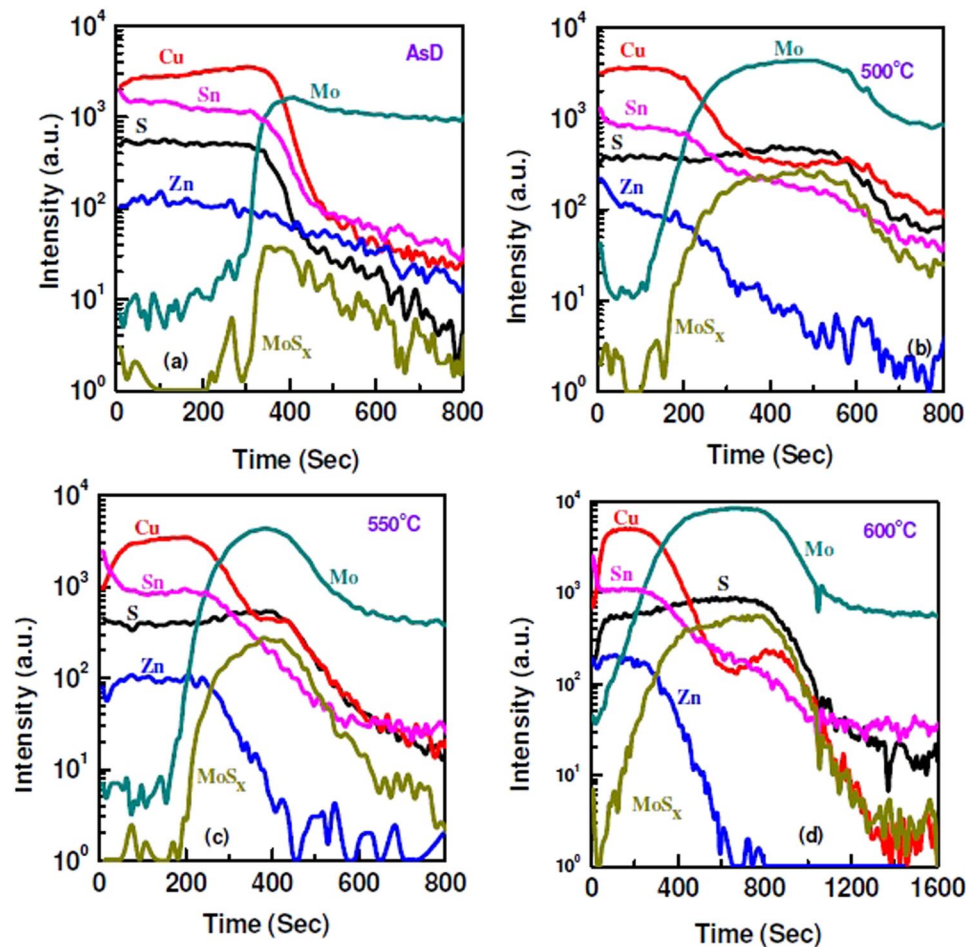 10⁴
10³
10²
10¹
10⁰
Intensity (a.u.)
AsD
Cu
Mo
Sn
S
Zn
MoSₓ
(a)
0 200 400 600 800
Time (Sec)
10⁴
10³
10²
10¹
10⁰
Intensity (a.u.)
Mo
Cu
500°C
Sn
S
Zn
MoSₓ
(b)
0 200 400 600 800
Time (Sec)
10⁴
10³
10²
10¹
10⁰
Intensity (a.u.)
550°C
Cu
Mo
Sn
S
Zn
MoSₓ
(c)
0 200 400 600 800
Time (Sec)
10⁴
10³
10²
10¹
10⁰
Intensity (a.u.)
Cu
600°C
Mo
Sn
S
Zn
MoSₓ
(d)
0 400 800 1200 1600
Time (Sec)